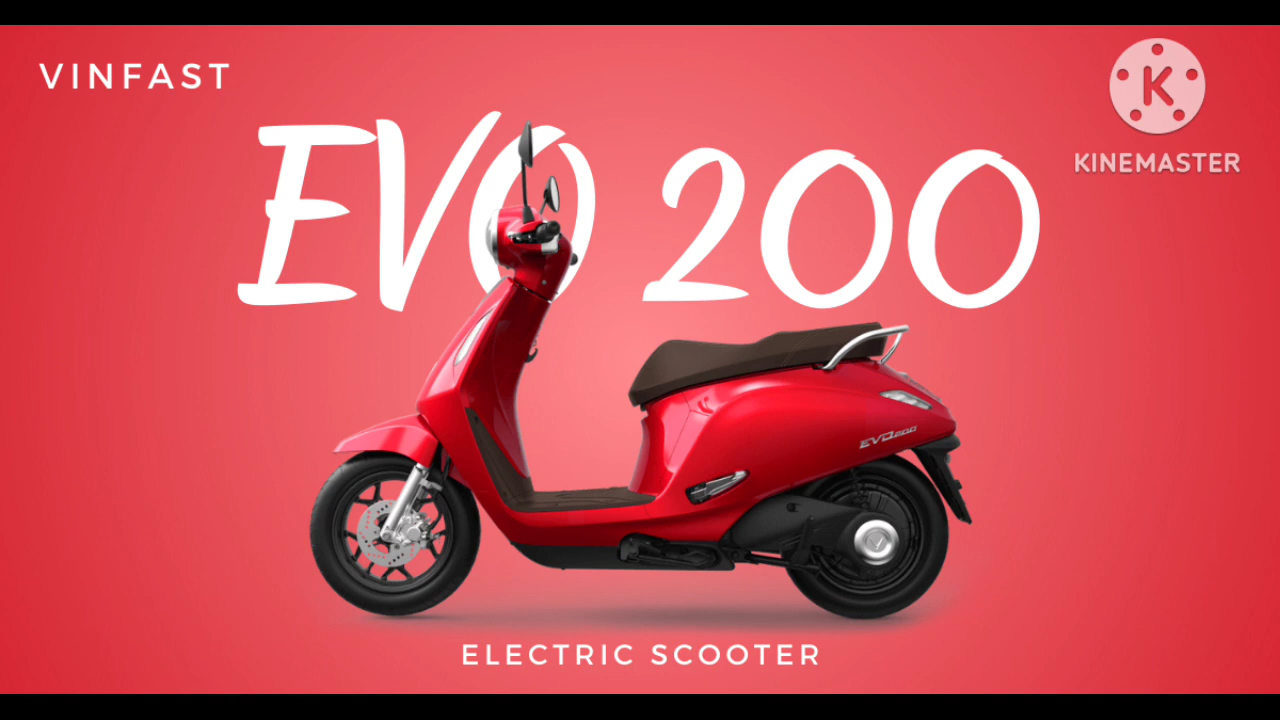 VINFAST
K
KINEMASTER
EVO 200
EVO200
ELECTRIC SCOOTER